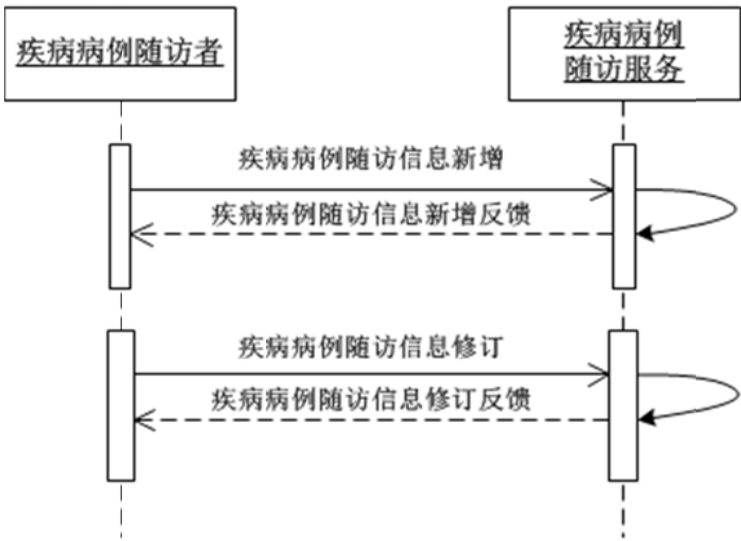 疾病病例随访者
疾病病例
随访服务
疾病病例随访信息新增
疾病病例随访信息新增反馈
疾病病例随访信息修订
疾病病例随访信息修订反馈